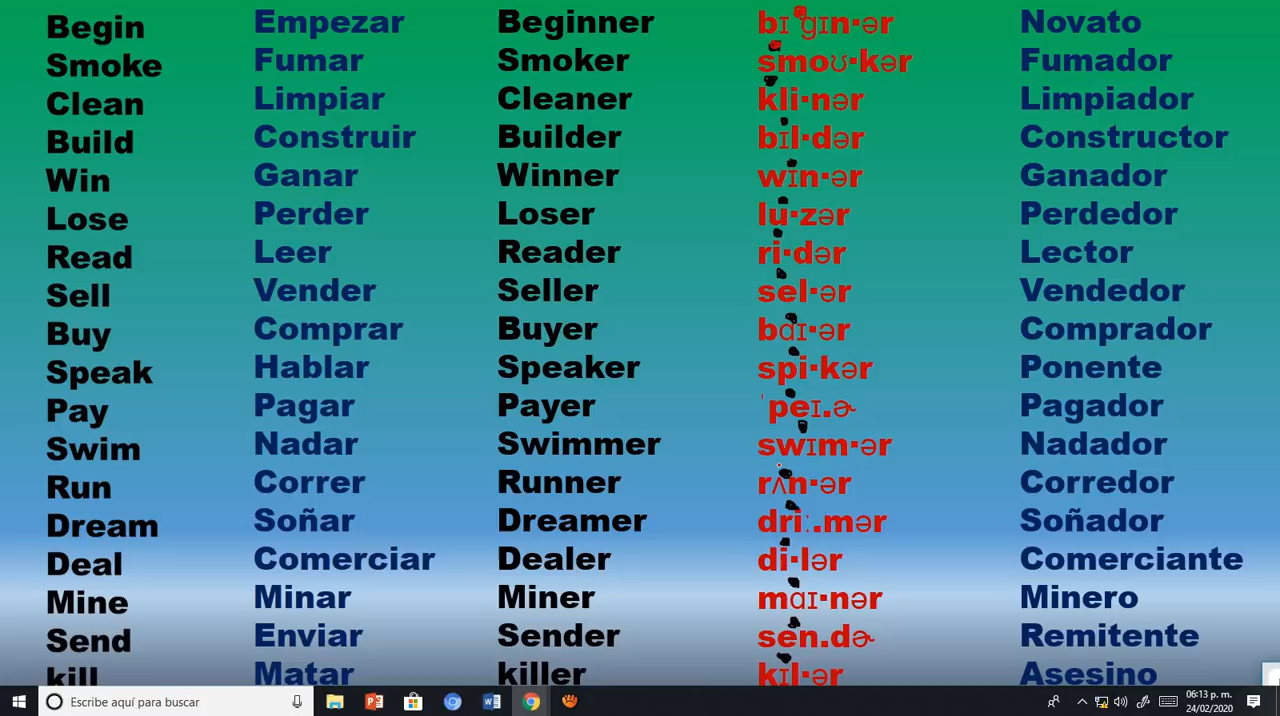 Begin Empezar Beginner bɪˈgɪn·ər Novato
Smoke Fumar Smoker smoʊ·kər Fumador
Clean Limpiar Cleaner kli·nər Limpiador
Build Construir Builder bɪl·dər Constructor
Win Ganar Winner wɪn·ər Ganador
Lose Perder Loser lu·zər Perdedor
Read Leer Reader ri·dər Lector
Sell Vender Seller sel·ər Vendedor
Buy Comprar Buyer bɑɪ·ər Comprador
Speak Hablar Speaker spi·kər Ponente
Pay Pagar Payer ˈpeɪ.ɚ Pagador
Swim Nadar Swimmer swɪm·ər Nadador
Run Correr Runner rʌn·ər Corredor
Dream Soñar Dreamer driː.mər Soñador
Deal Comerciar Dealer di·lər Comerciante
Mine Minar Miner mɑɪ·nər Minero
Send Enviar Sender sen.dɚ Remitente
kill Matar killer kɪl·ər Asesino
Escribe aquí para buscar
06:13 p. m.
24/02/2020